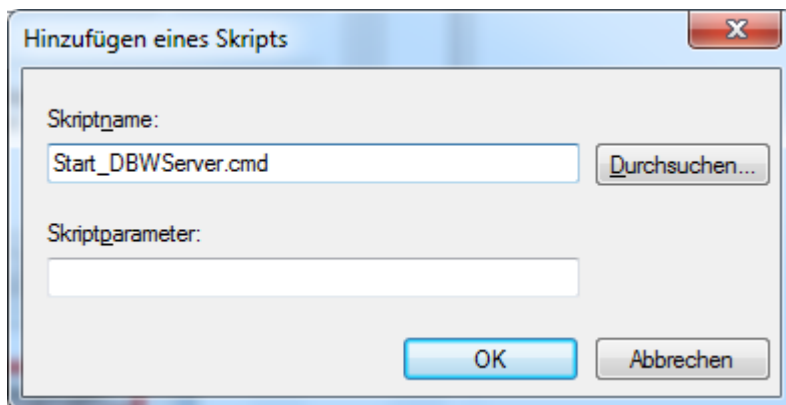 Hinzufügen eines Skripts
Skriptname:
Start_DBWServer.cmd
Durchsuchen...
Skriptparameter:
OK
Abbrechen